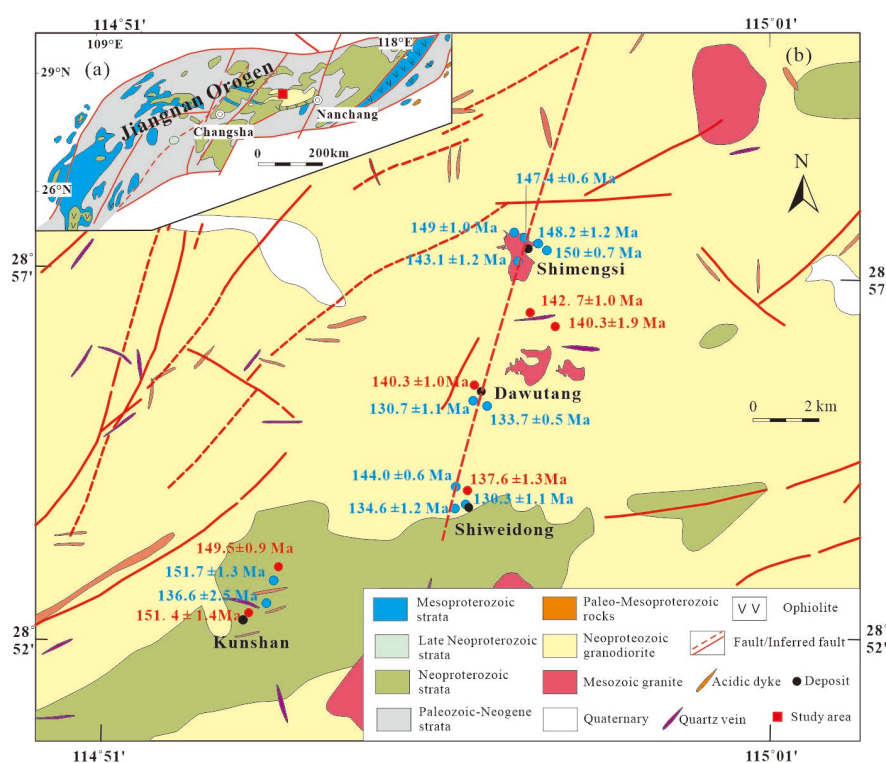 114°51′
115°01′
109°E
118°E
(a)
(b)
29°N
Jiangnan Orogen
Changsha
Nanchang
0 200km
26°N
N
147.4 ±0.6 Ma
149 ±1.0 Ma
148.2 ±1.2 Ma
150 ±0.7 Ma
143.1 ±1.2 Ma
Shimengsi
28°
57′
28°
57′
142. 7±1.0 Ma
140.3±1.9 Ma
140.3 ±1.0Ma
Dawutang
130.7 ±1.1 Ma
133.7 ±0.5 Ma
0 2 km
144.0 ±0.6 Ma
137.6 ±1.3Ma
130.3 ±1.1 Ma
134.6 ±1.2 Ma
Shiweidong
149.5±0.9 Ma
151.7 ±1.3 Ma
136.6 ±2.5 Ma
151. 4 ±1.4Ma
Kunshan
28°
52′
28°
52′
Mesoproterozoic
strata
Paleo-Mesoproterozoic
rocks
V V
Ophiolite
Late Neoproterozoic
strata
Neoproteozoic
granodiorite
Fault/Inferred fault
Neoproterozoic
strata
Mesozoic granite
Acidic dyke
Deposit
Paleozoic-Neogene
strata
Quaternary
Quartz vein
Study area
114°51′
115°01′